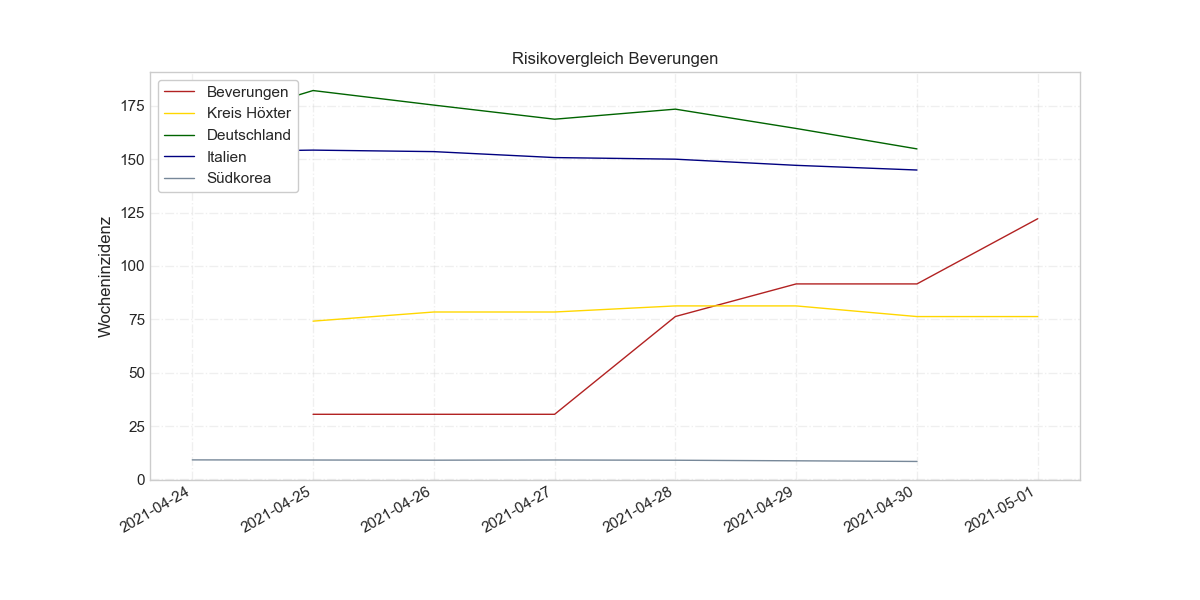 Risikovergleich Beverungen
Beverungen
Kreis Höxter
Deutschland
Italien
Südkorea
Wocheninzidenz
175
150
125
100
75
50
25
0
2021-04-24
2021-04-25
2021-04-26
2021-04-27
2021-04-28
2021-04-29
2021-04-30
2021-05-01